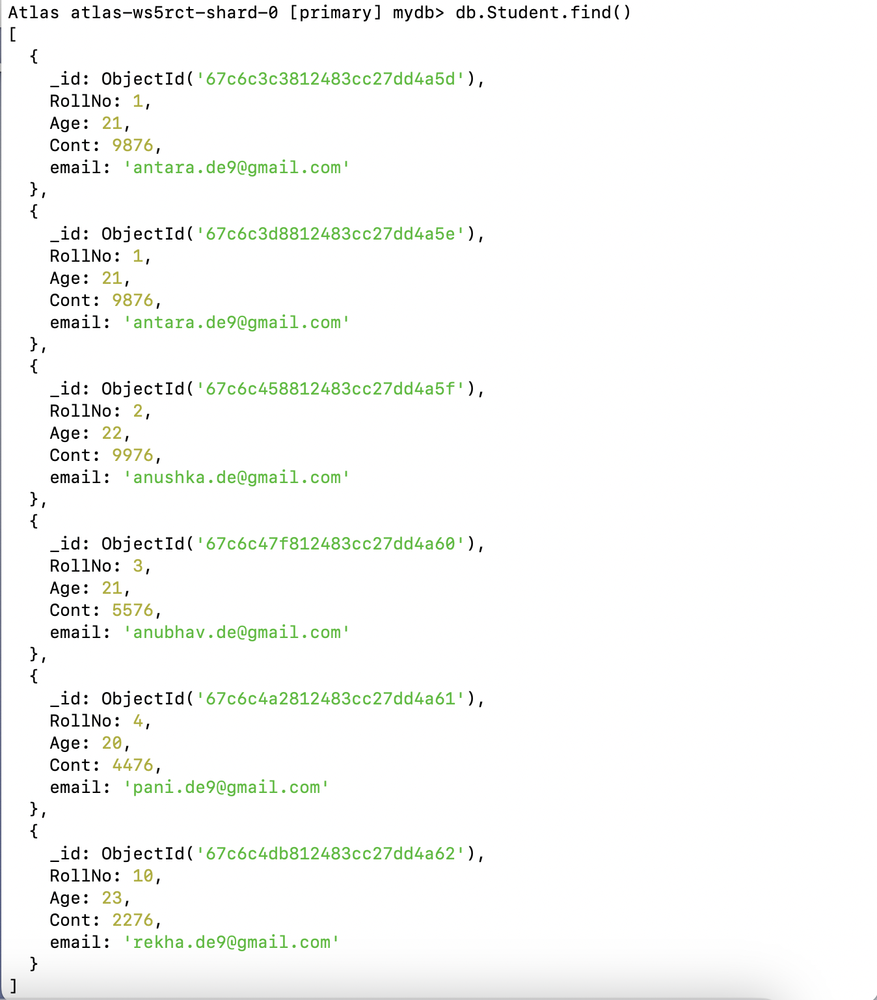 Atlas atlas-ws5rct-shard-0 [primary] mydb> db.Student.find()
[
  {
    _id: ObjectId('67c6c3c3812483cc27dd4a5d'),
    RollNo: 1,
    Age: 21,
    Cont: 9876,
    email: 'antara.de9@gmail.com'
  },
  {
    _id: ObjectId('67c6c3d8812483cc27dd4a5e'),
    RollNo: 1,
    Age: 21,
    Cont: 9876,
    email: 'antara.de9@gmail.com'
  },
  {
    _id: ObjectId('67c6c458812483cc27dd4a5f'),
    RollNo: 2,
    Age: 22,
    Cont: 9976,
    email: 'anushka.de@gmail.com'
  },
  {
    _id: ObjectId('67c6c47f812483cc27dd4a60'),
    RollNo: 3,
    Age: 21,
    Cont: 5576,
    email: 'anubhav.de@gmail.com'
  },
  {
    _id: ObjectId('67c6c4a2812483cc27dd4a61'),
    RollNo: 4,
    Age: 20,
    Cont: 4476,
    email: 'pani.de9@gmail.com'
  },
  {
    _id: ObjectId('67c6c4db812483cc27dd4a62'),
    RollNo: 10,
    Age: 23,
    Cont: 2276,
    email: 'rekha.de9@gmail.com'
  }
]